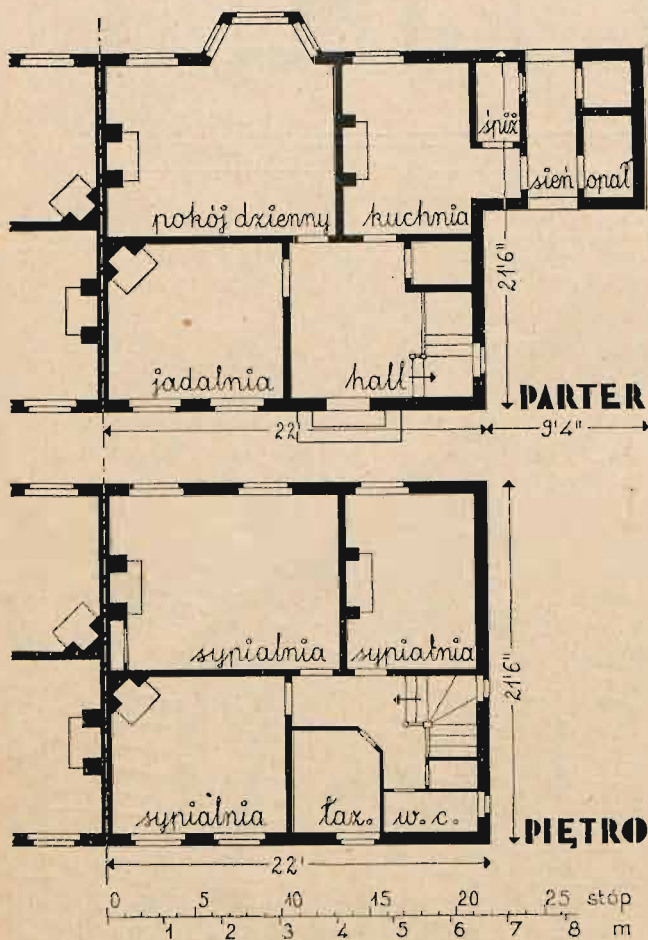 śpiż
pokój dzienny kuchnia sień opał
21'6"
jadalnia hall
PARTER
22' 9'4"
sypialnia sypialnia
21'6"
sypialnia łaz. w. c.
PIĘTRO
22'
0 5 10 15 20 25 stóp
1 2 3 4 5 6 7 8 m